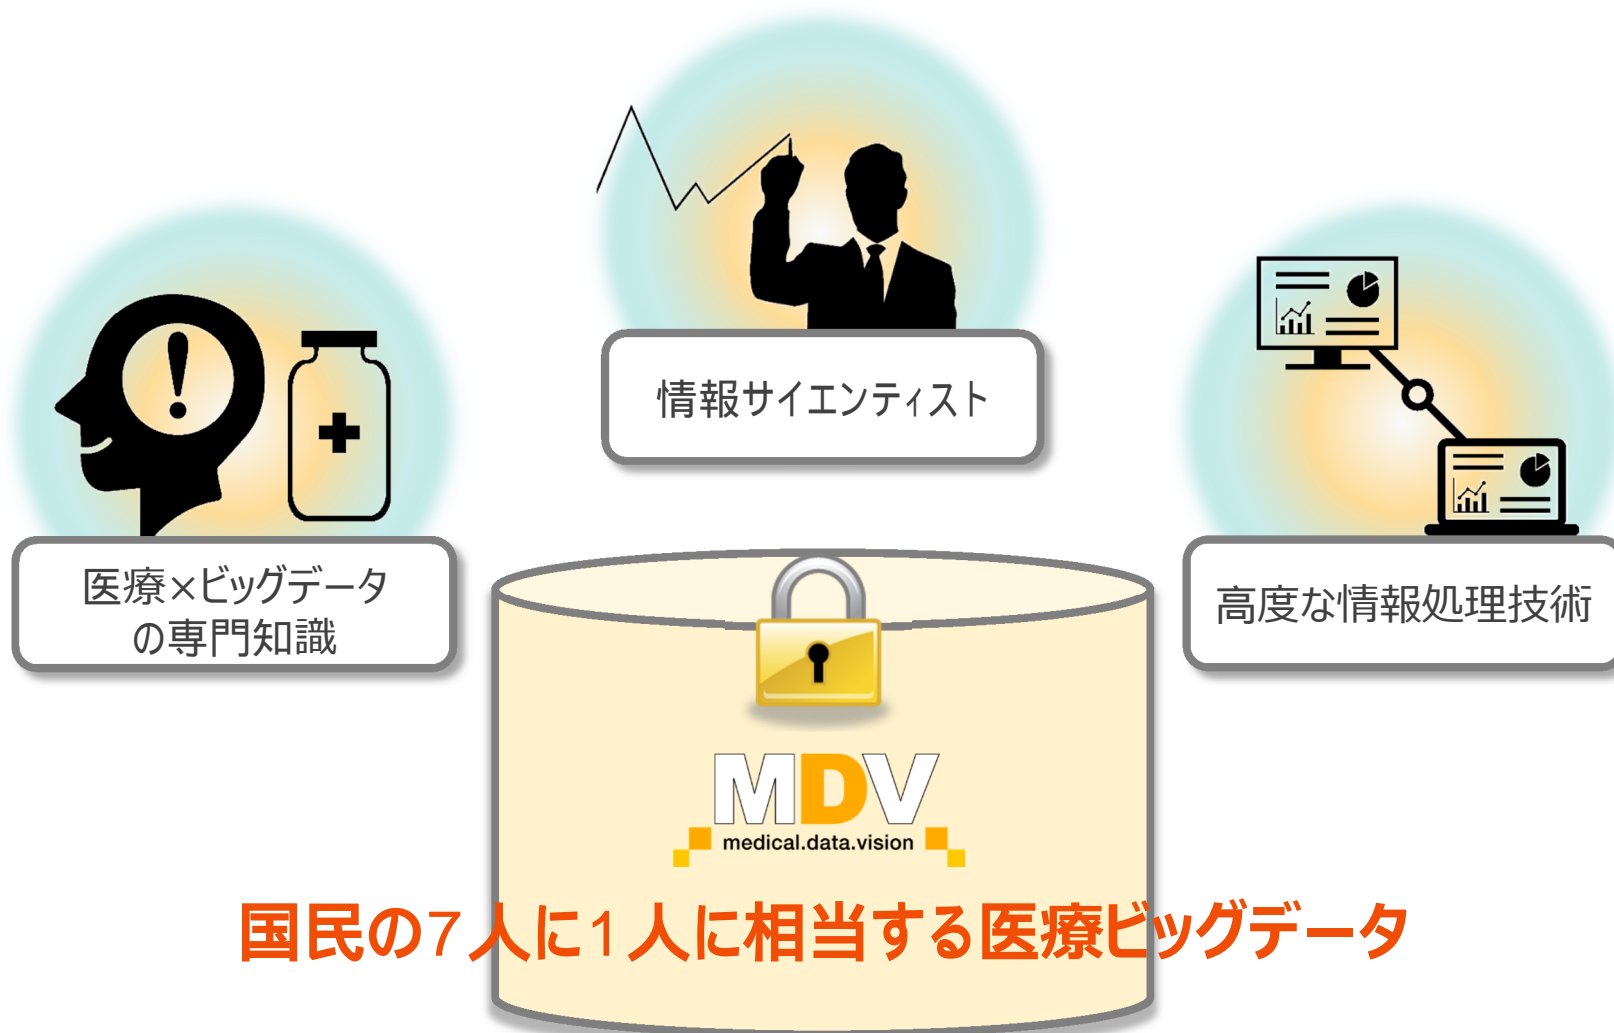 情報サイエンティスト
医療×ビッグデータ
の専門知識
高度な情報処理技術
MDV
medical.data.vision
国民の7人に1人に相当する医療ビッグデータ